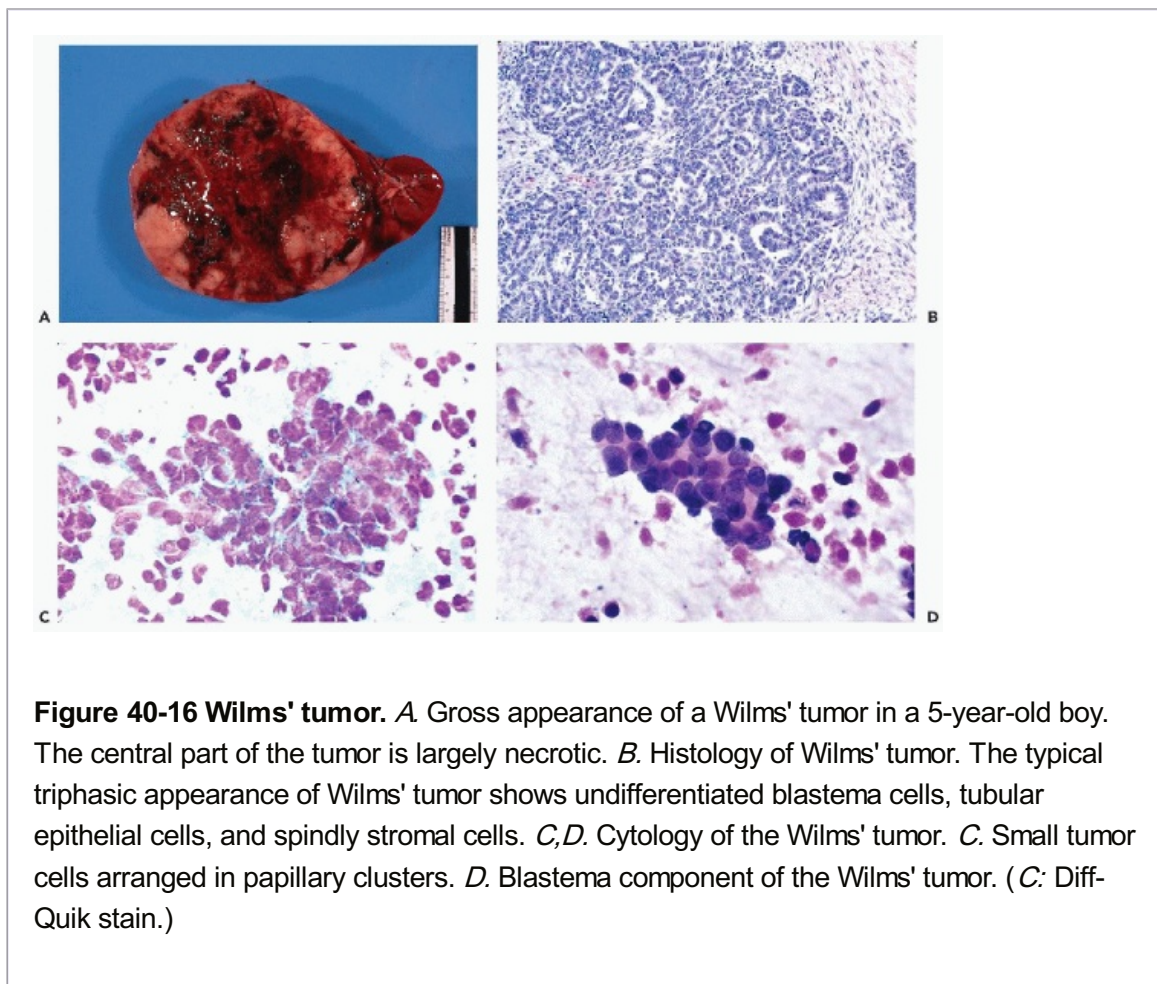 A
B
C
D
Figure 40-16 Wilms' tumor. A. Gross appearance of a Wilms' tumor in a 5-year-old boy.
The central part of the tumor is largely necrotic. B. Histology of Wilms' tumor. The typical
triphasic appearance of Wilms' tumor shows undifferentiated blastema cells, tubular
epithelial cells, and spindly stromal cells. C,D. Cytology of the Wilms' tumor. C. Small tumor
cells arranged in papillary clusters. D. Blastema component of the Wilms' tumor. (C: Diff-
Quik stain.)